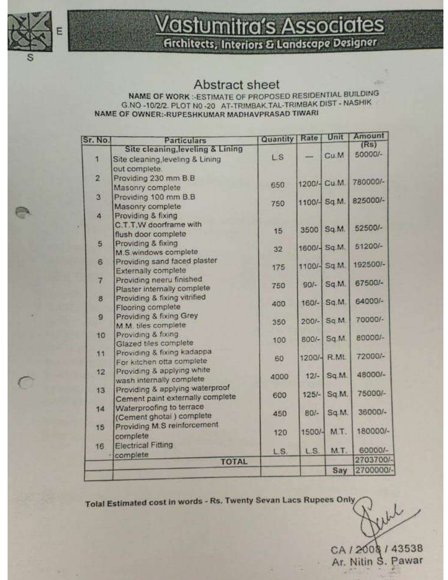 E
S
Vastumitra's Associates
Architects, Interiors & Landscape Designer
Abstract sheet
NAME OF WORK :-ESTIMATE OF PROPOSED RESIDENTIAL BUILDING
G.NO -10/2/2. PLOT N0 -20 AT-TRIMBAK.TAL-TRIMBAK DIST - NASHIK
NAME OF OWNER:-RUPESHKUMAR MADHAVPRASAD TIWARI
Sr. No. Particulars Quantity Rate Unit Amount (Rs)
Site cleaning,leveling & Lining
1 Site cleaning,leveling & Lining L.S — Cu.M 50000/-
out complete.
2 Providing 230 mm B.B
Masonry complete 650 1200/- Cu.M. 780000/-
3 Providing 100 mm B.B
Masonry complete 750 1100/- Sq.M. 825000/-
4 Providing & fixing
C.T.T.W doorframe with
flush door complete 15 3500 Sq.M. 52500/-
5 Providing & fixing
M.S windows complete 32 1600/- Sq.M. 51200/-
6 Providing sand faced plaster
Externally complete 175 1100/- Sq.M. 192500/-
7 Providing neeru finished
Plaster internally complete 750 90/- Sq.M. 67500/-
8 Providing & fixing vitrified
Flooring complete 400 160/- Sq.M. 64000/-
9 Providing & fixing Grey
M.M. tiles complete 350 200/- Sq.M. 70000/-
10 Providing & fixing
Glazed tiles complete 100 800/- Sq.M. 80000/-
11 Providing & fixing kadappa
For kitchen otta complete 60 1200/- R.Mt. 72000/-
12 Providing & applying white
wash internally complete 4000 12/- Sq.M. 48000/-
13 Providing & applying waterproof
Cement paint externally complete 600 125/- Sq.M. 75000/-
14 Waterproofing to terrace
(Cement ghotai ) complete 450 80/- Sq.M. 36000/-
15 Providing M.S reinforcement
complete 120 1500/- M.T. 180000/-
16 Electrical Fitting
complete L.S. L.S. M.T. 60000/-
TOTAL 2703700/-
Say 2700000/-
Total Estimated cost in words - Rs. Twenty Sevan Lacs Rupees Only
CA / 2008 / 43538
Ar. Nitin S. Pawar